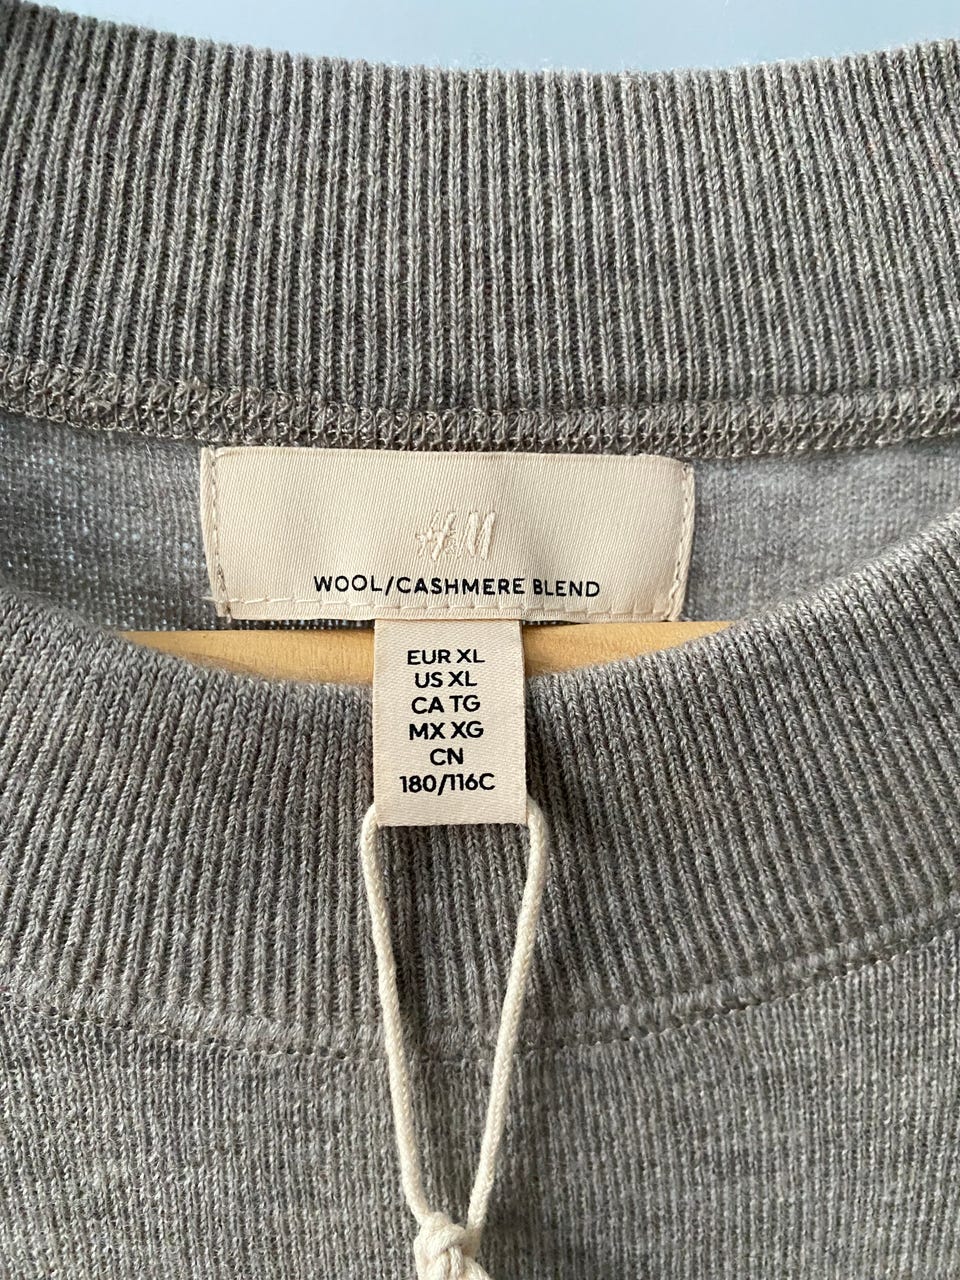 H&M
WOOL/CASHMERE BLEND
EUR XL
US XL
CA TG
MX XG
CN
180/116C